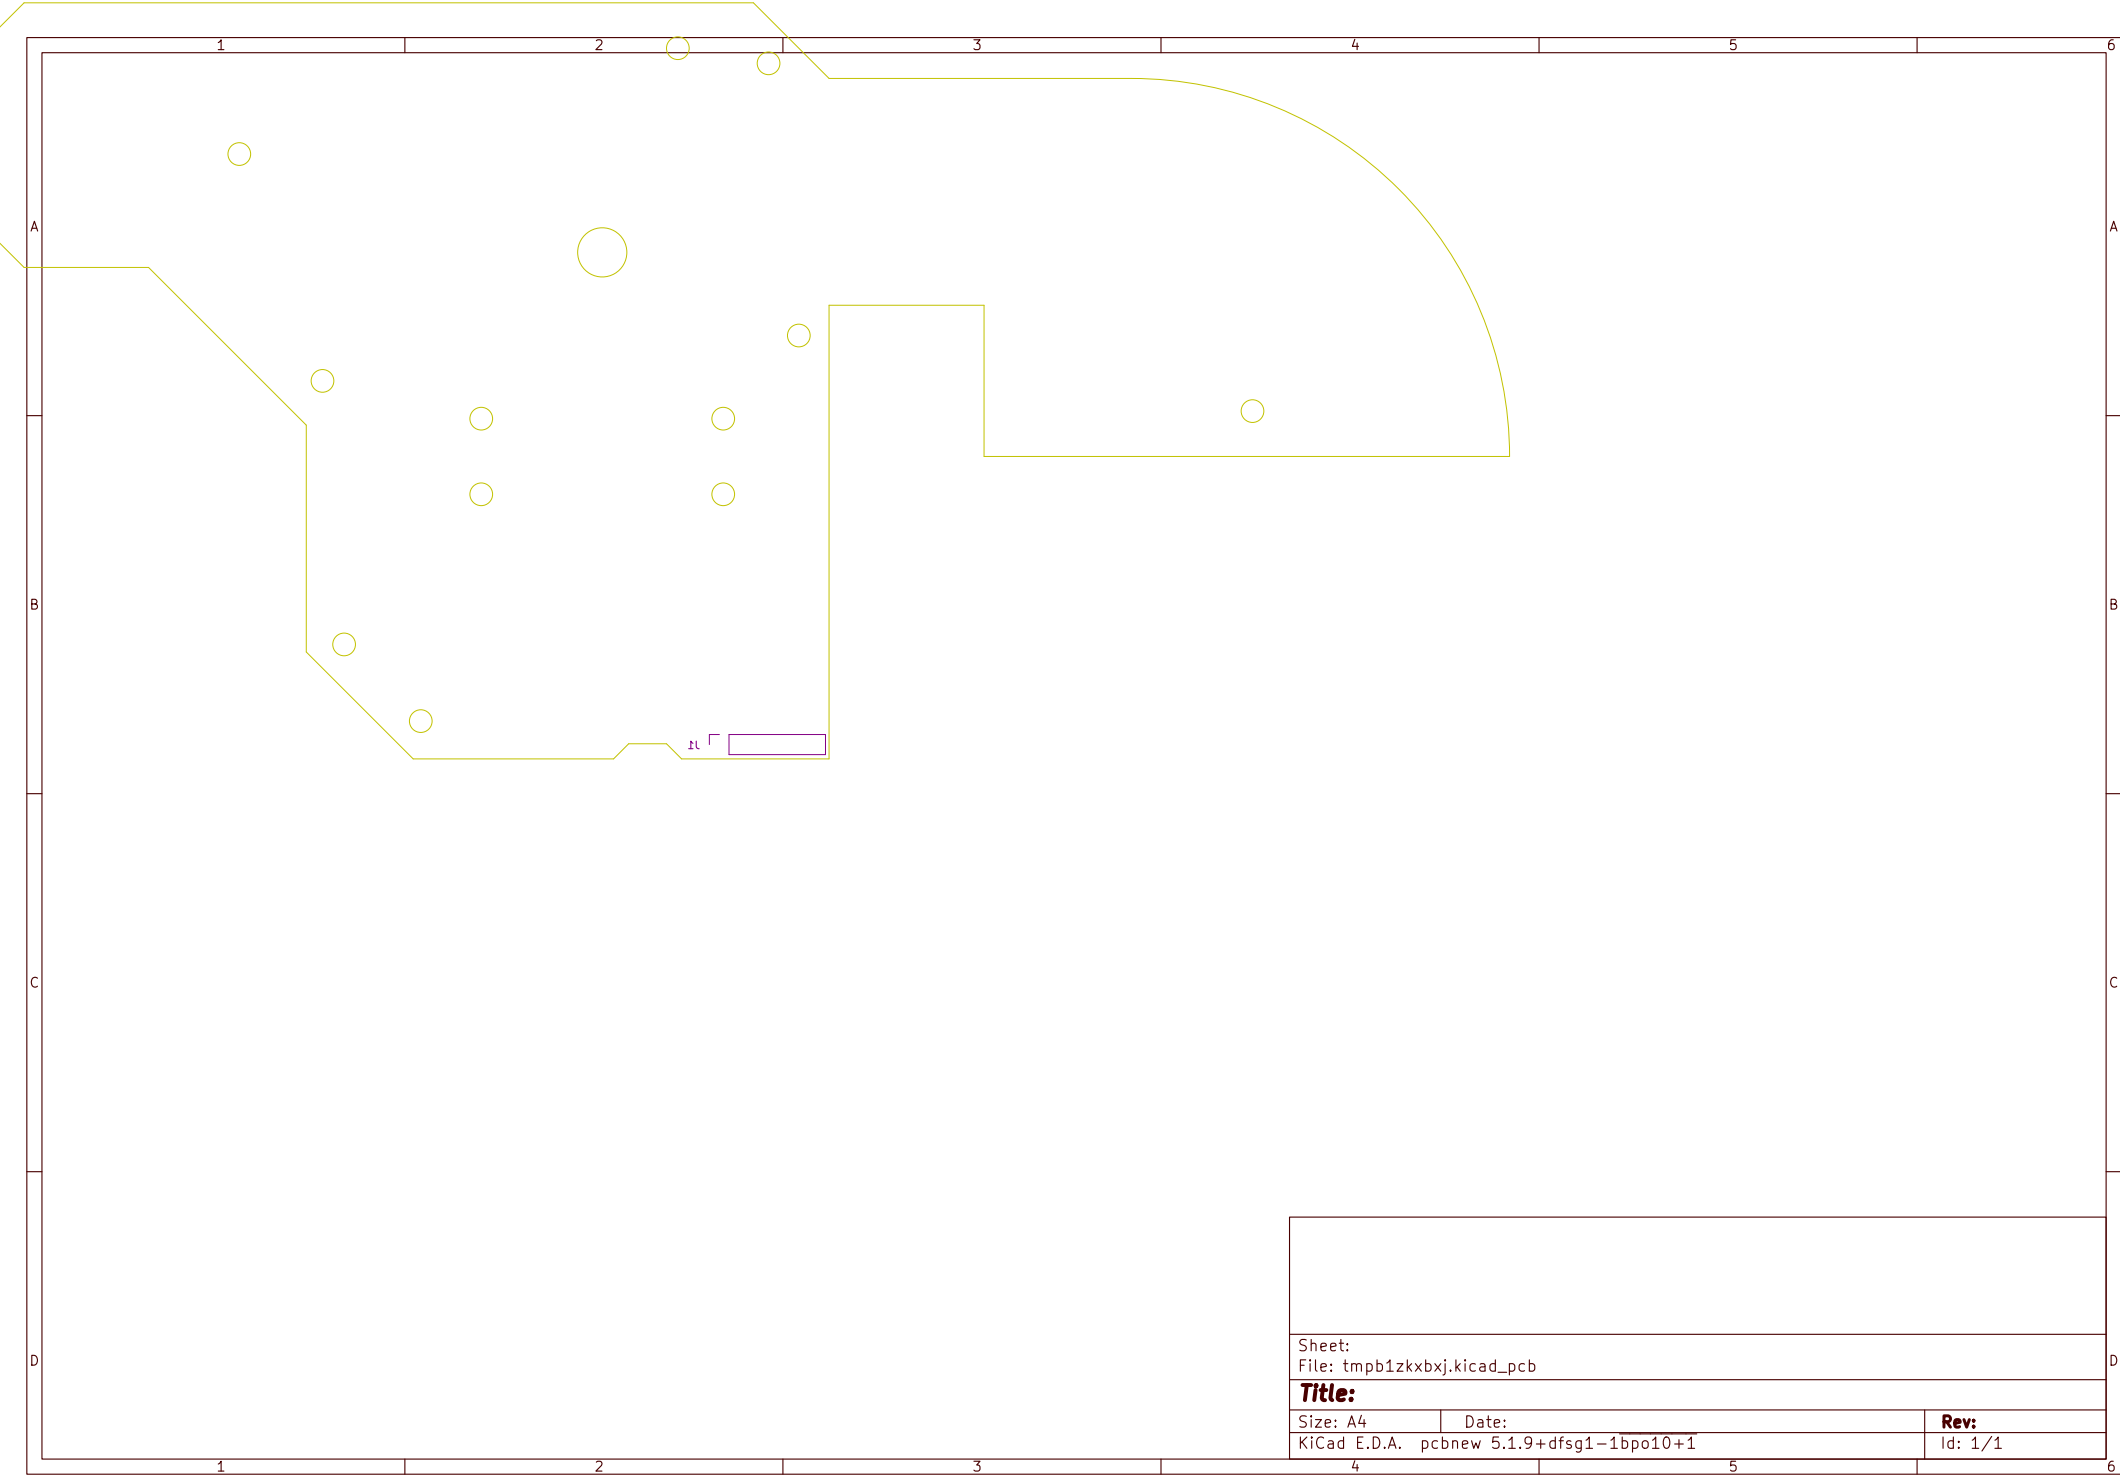 1 2 3 4 5 6
A A
B B
J1
C C
D D
Sheet:
File: tmpb1zkxbxj.kicad_pcb
Title:
Size: A4 Date: Rev:
KiCad E.D.A. pcbnew 5.1.9+dfsg1-1bpo10+1 Id: 1/1
1 2 3 4 5 6